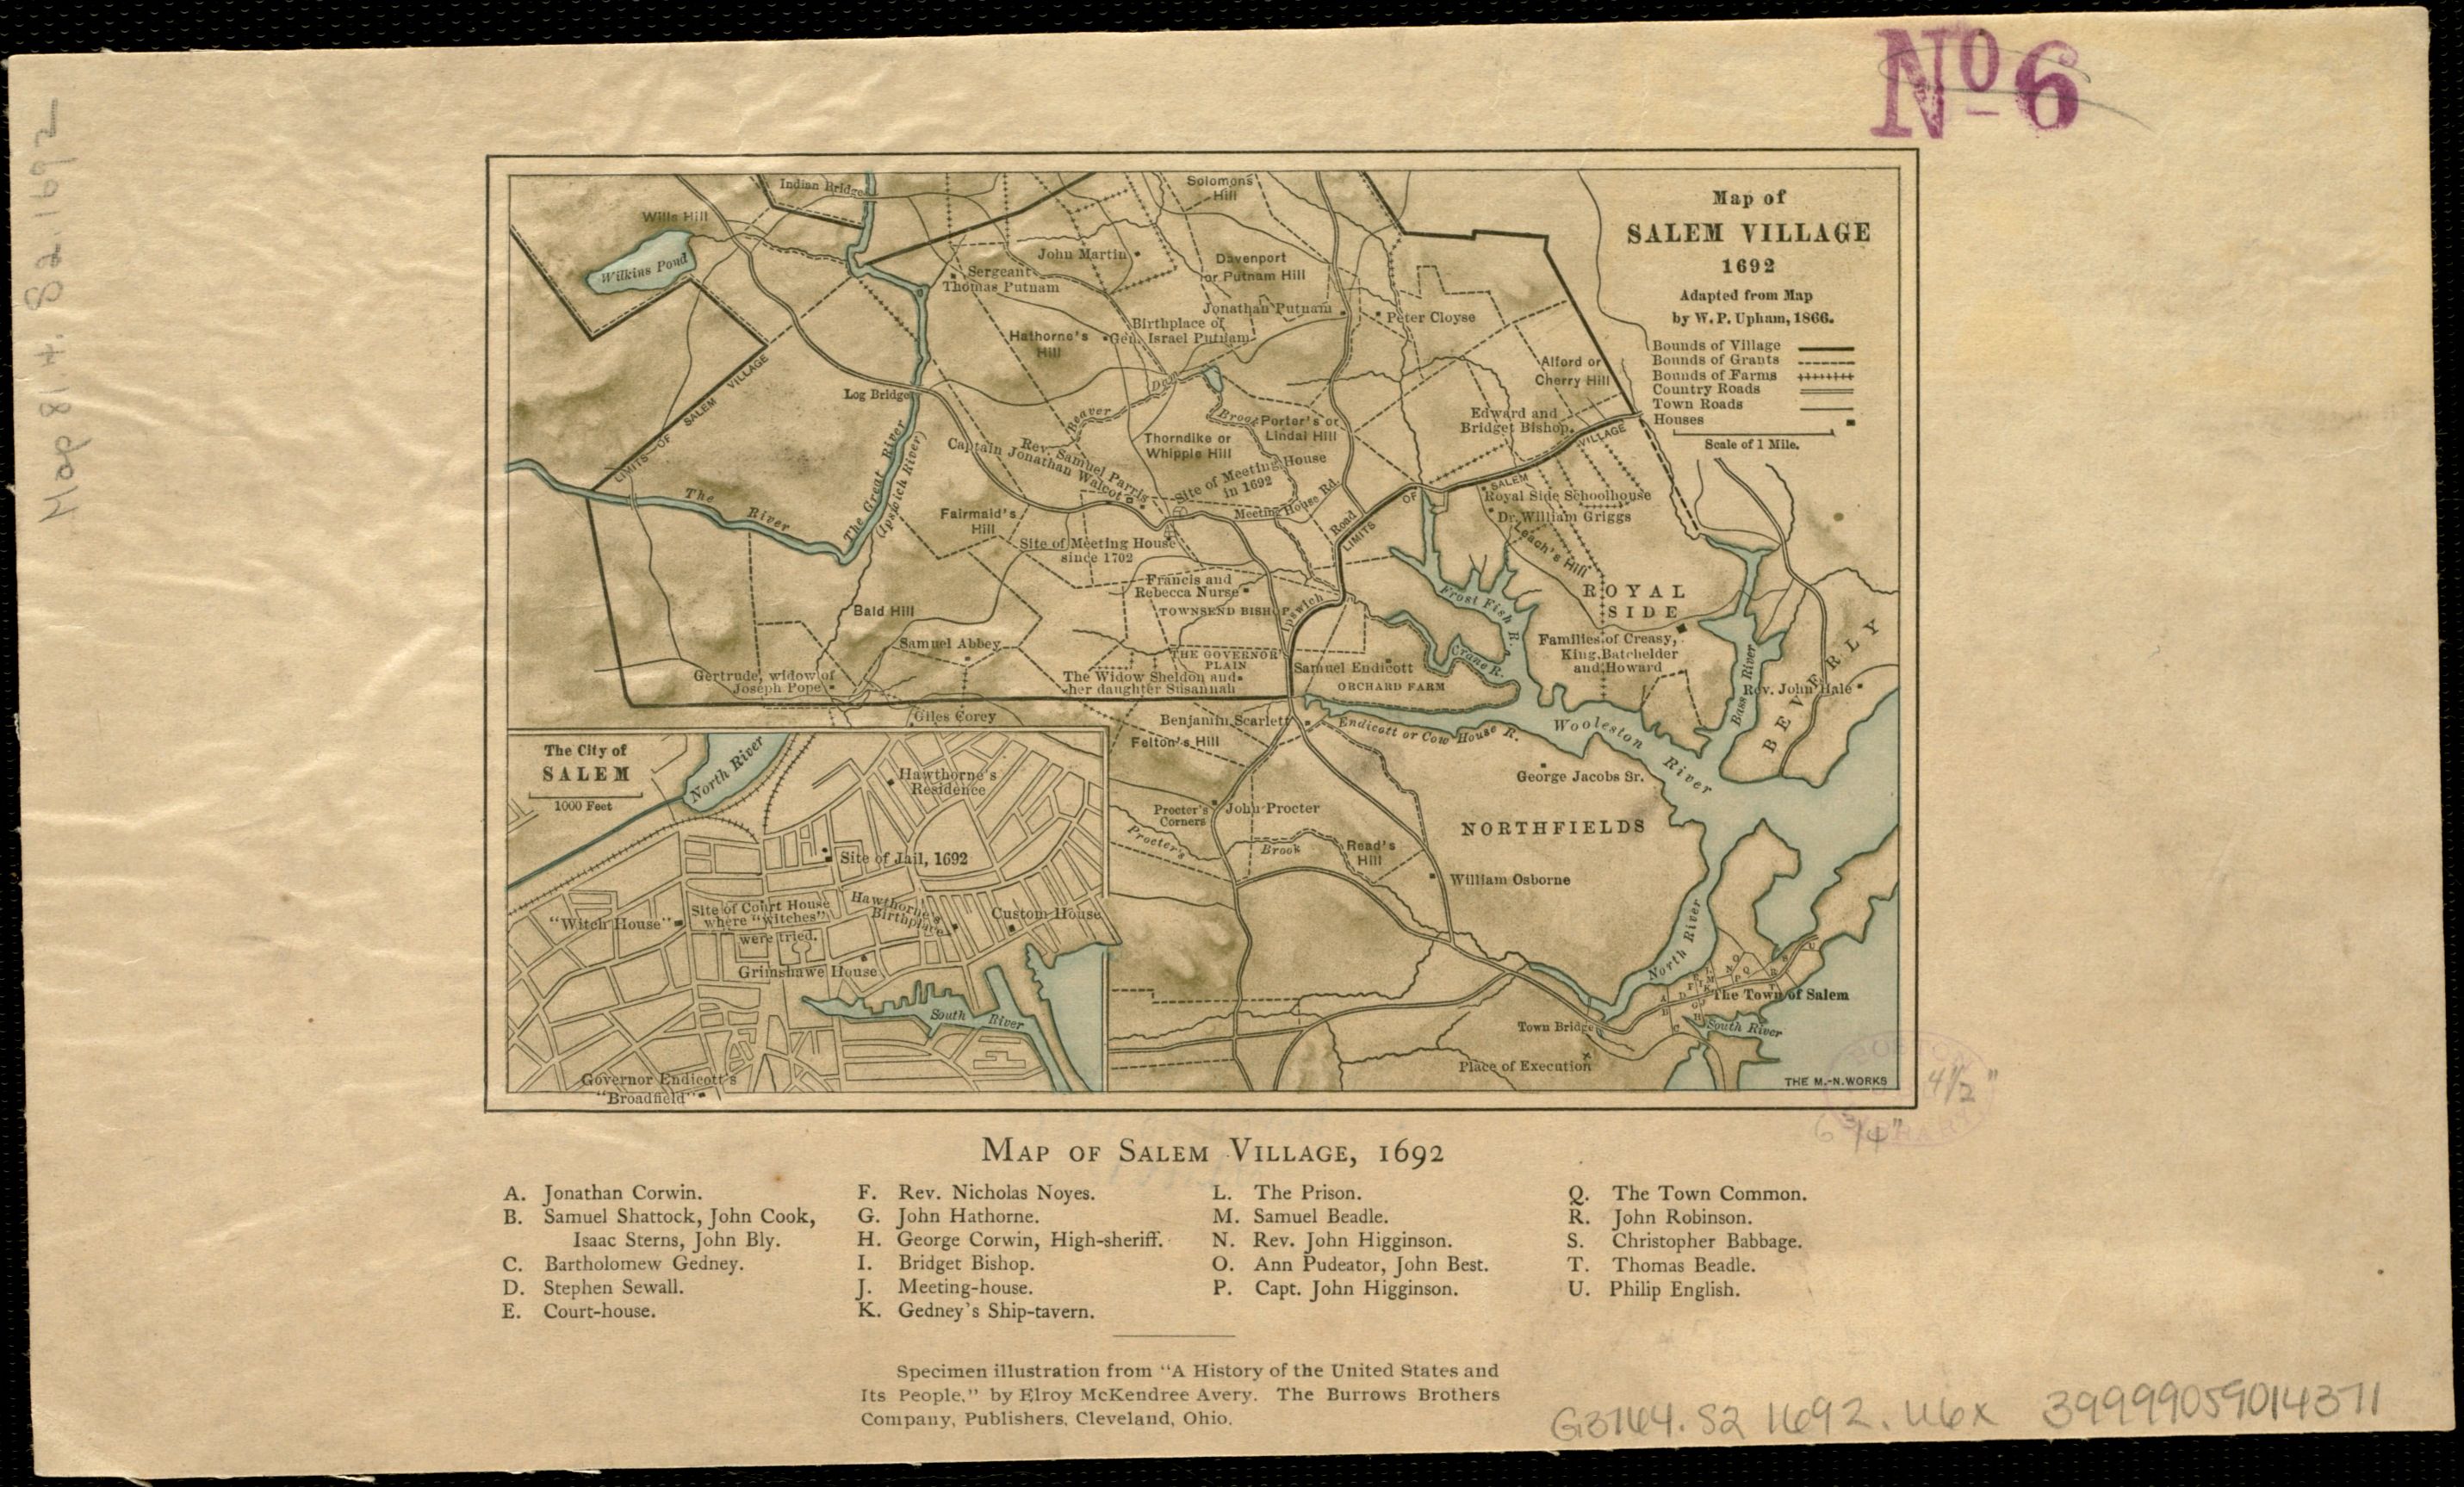 No 6
Map 814. Sa. 1692
Map of
SALEM VILLAGE
1692
Adapted from Map
by W. P. Upham, 1866.
Bounds of Village
Bounds of Grants
Bounds of Farms
Country Roads
Town Roads
Houses
Scale of 1 Mile.
Indian Bridge
Wills Hill
Wilkins Pond
Solomons
Hill
John Martin
Sergeant
Thomas Putnam
Davenport
or Putnam Hill
Jonathan Putnam
Peter Cloyse
Birthplace of
Gen. Israel Putnam
Hathorne's
Hill
Alford or
Cherry Hill
Dam
LIMITS OF SALEM VILLAGE
Log Bridge
Beaver
Brook
Porter's or
Lindal Hill
Edward and
Bridget Bishop
Thorndike or
Whipple Hill
Rev. Samuel Parris
Captain Jonathan Walcot
Site of Meeting House
in 1692
The Great River
(Ipswich River)
The River
Fairmaid's
Hill
Meeting House Rd.
LIMITS OF SALEM VILLAGE
Royal Side Schoolhouse
Dr. William Griggs
Leach's Hill
Site of Meeting House
since 1702
Ipswich Road
Francis and
Rebecca Nurse
TOWNSEND BISHOP
ROYAL
SIDE
Frost Fish R.
Bald Hill
Samuel Abbey
THE GOVERNOR'S
PLAIN
Samuel Endicott
ORCHARD FARM
Crane R.
Families of Creasy,
King, Batchelder
and Howard
Gertrude, widow of
Joseph Pope
The Widow Sheldon and
her daughter Susannah
Bass River
Rev. John Hale
BEVERLY
Giles Corey
Benjamin Scarlett
Endicott or Cow House R.
Wooleston River
Felton's Hill
George Jacobs Sr.
Procter's
Corners
John Procter
NORTHFIELDS
Procter's
Brook
Read's
Hill
William Osborne
North River
The Town of Salem
Town Bridge
South River
Place of Execution
THE M.-N. WORKS
The City of
SALEM
1000 Feet
North River
Hawthorne's
Residence
Site of Jail, 1692
"Witch House"
Site of Court House
where "witches"
were tried.
Hawthorne's
Birthplace
Custom House
Grimshawe House
South River
Governor Endicott's
"Broadfield"
4 1/2"
6 3/4"
MAP OF SALEM VILLAGE, 1692
A. Jonathan Corwin.
B. Samuel Shattock, John Cook,
Isaac Sterns, John Bly.
C. Bartholomew Gedney.
D. Stephen Sewall.
E. Court-house.
F. Rev. Nicholas Noyes.
G. John Hathorne.
H. George Corwin, High-sheriff.
I. Bridget Bishop.
J. Meeting-house.
K. Gedney's Ship-tavern.
L. The Prison.
M. Samuel Beadle.
N. Rev. John Higginson.
O. Ann Pudeator, John Best.
P. Capt. John Higginson.
Q. The Town Common.
R. John Robinson.
S. Christopher Babbage.
T. Thomas Beadle.
U. Philip English.
Specimen illustration from "A History of the United States and
Its People," by Elroy McKendree Avery. The Burrows Brothers
Company, Publishers, Cleveland, Ohio.
G3764.S2 1692.U6x 39999059014371